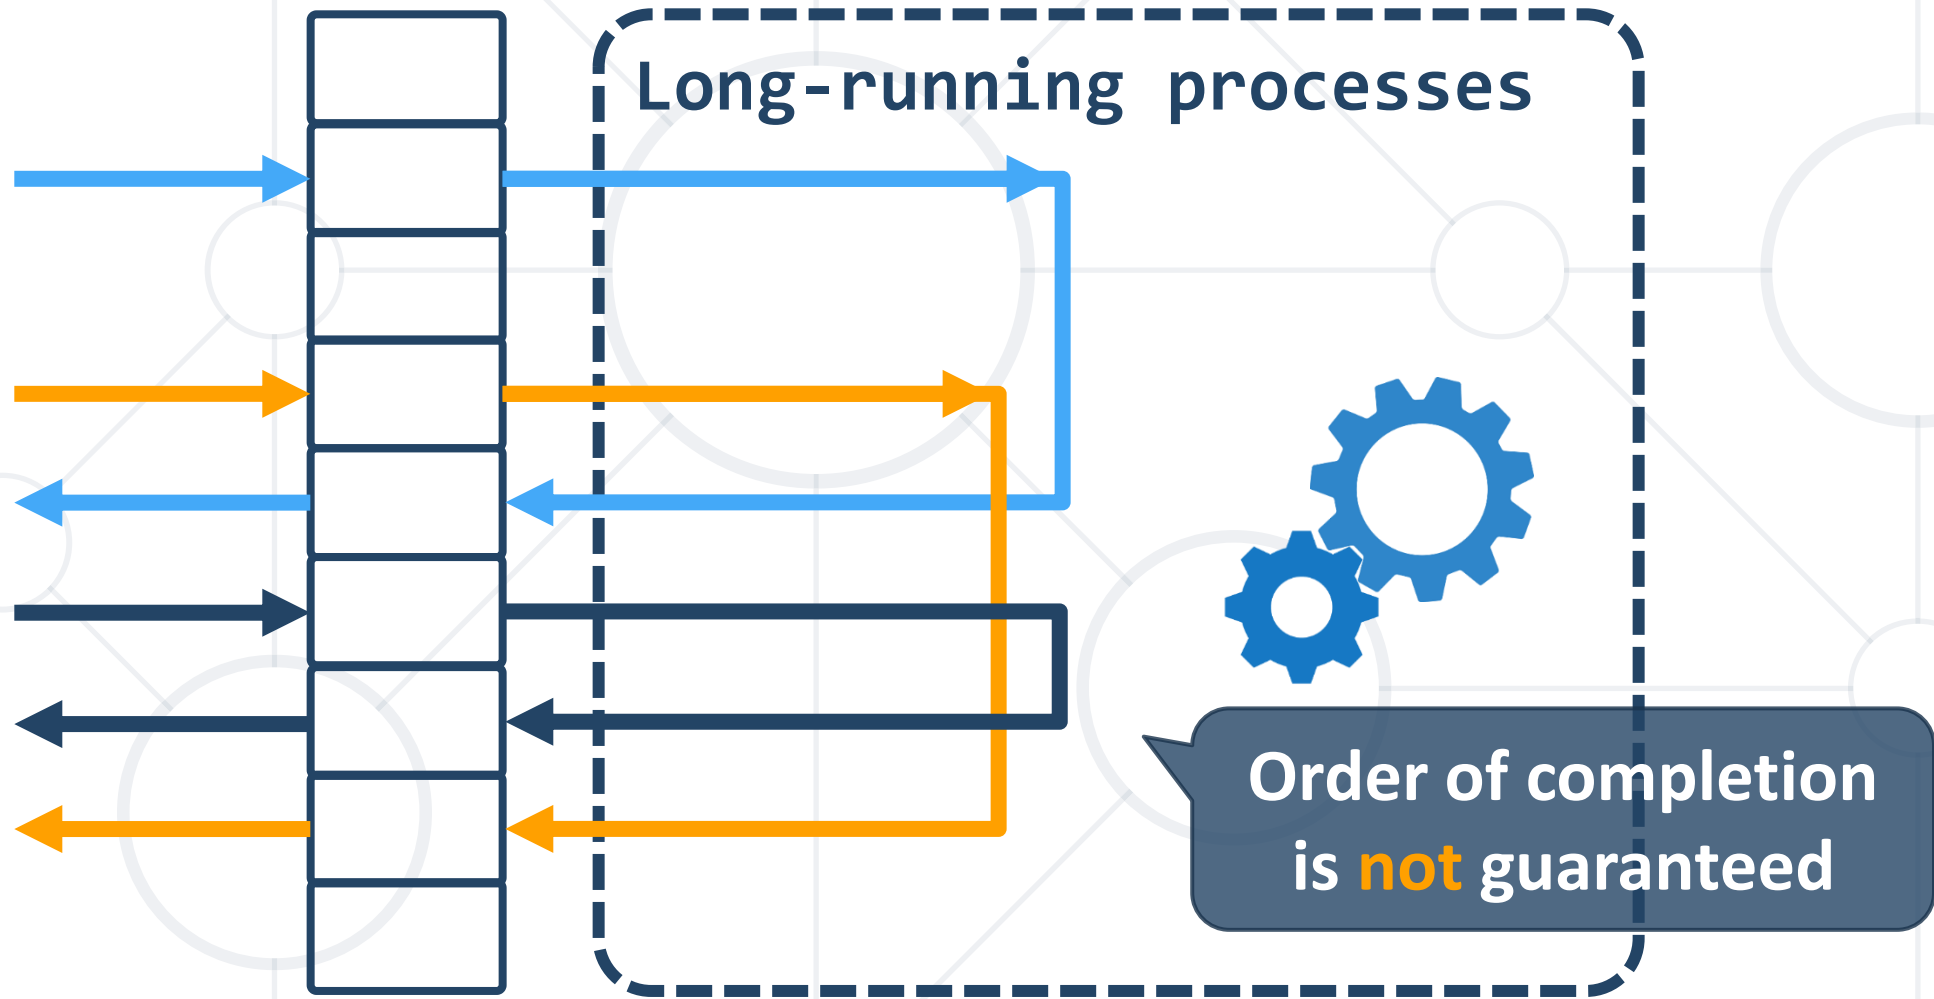 Long-running processes
Order of completion
is not guaranteed